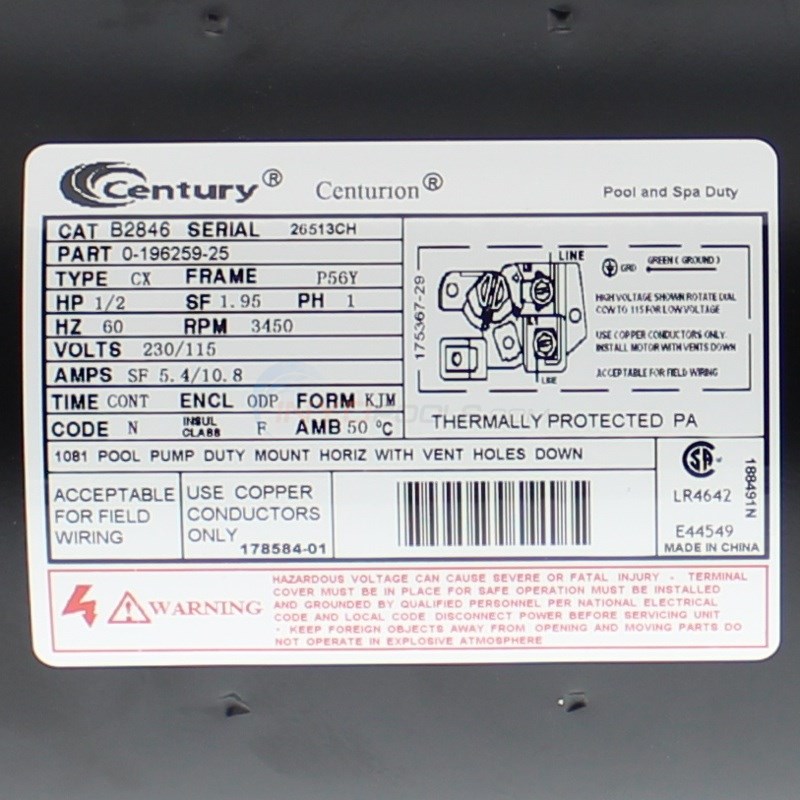 Century® Centurion® Pool and Spa Duty
CAT B2846 SERIAL 26513CH
PART 0-196259-25
TYPE CX FRAME P56Y
HP 1/2 SF 1.95 PH 1
HZ 60 RPM 3450
VOLTS 230/115
AMPS SF 5.4/10.8
TIME CONT ENCL ODP FORM KJM
CODE N INSUL CLASS F AMB 50 °C
175367-29
LINE
GRD GREEN (GROUND)
HIGH VOLTAGE SHOWN ROTATE DIAL
CCW TO 115 FOR LOW VOLTAGE
USE COPPER CONDUCTORS ONLY.
INSTALL MOTOR WITH VENTS DOWN
ACCEPTABLE FOR FIELD WIRING
LINE
THERMALLY PROTECTED PA
1081 POOL PUMP DUTY MOUNT HORIZ WITH VENT HOLES DOWN
ACCEPTABLE
FOR FIELD
WIRING
USE COPPER
CONDUCTORS
ONLY
178584-01
LR4642
E44549
MADE IN CHINA
188491N
WARNING
HAZARDOUS VOLTAGE CAN CAUSE SEVERE OR FATAL INJURY - TERMINAL
COVER MUST BE IN PLACE FOR SAFE OPERATION MUST BE INSTALLED
AND GROUNDED BY QUALIFIED PERSONNEL PER NATIONAL ELECTRICAL
CODE AND LOCAL CODE DISCONNECT POWER BEFORE SERVICING UNIT
- KEEP FOREIGN OBJECTS AWAY FROM OPENING AND MOVING PARTS DO
NOT OPERATE IN EXPLOSIVE ATMOSPHERE